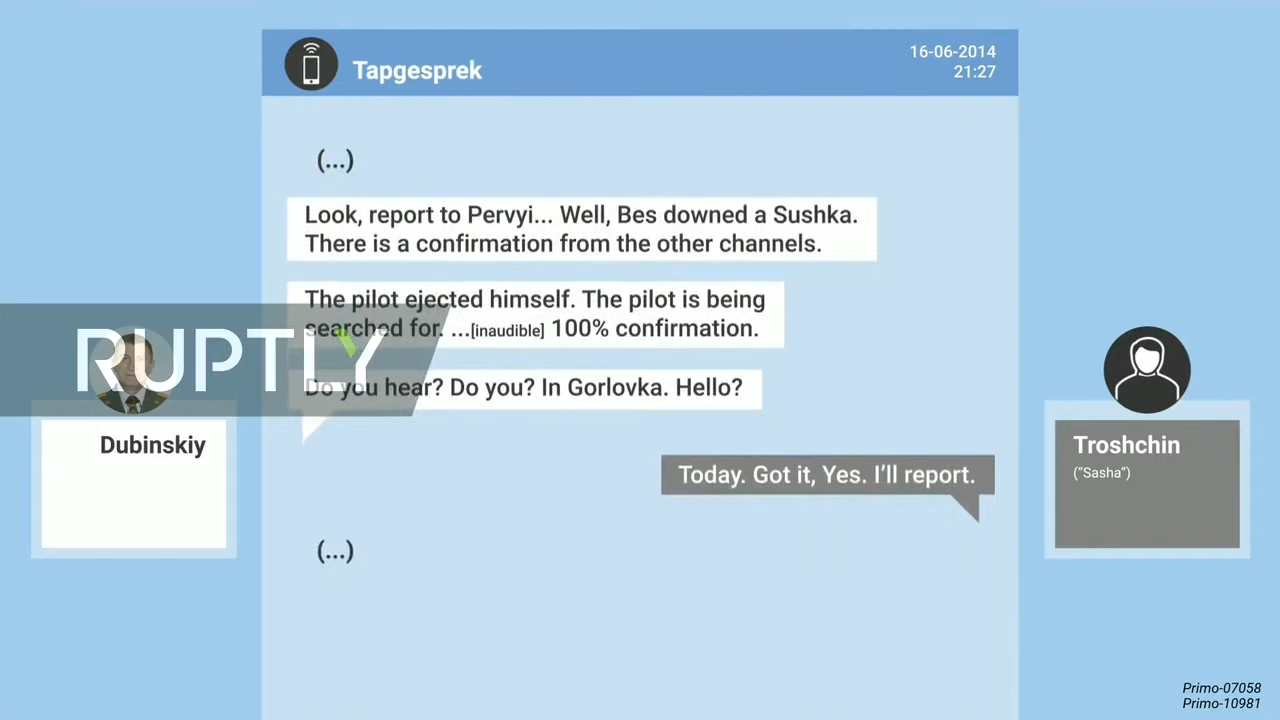 Tapgesprek
16-06-2014
21:27
(...)
Look, report to Pervyi... Well, Bes downed a Sushka.
There is a confirmation from the other channels.
The pilot ejected himself. The pilot is being
searched for. ...[inaudible] 100% confirmation.
Do you hear? Do you? In Gorlovka. Hello?
RUPTLY
Dubinskiy
Troshchin
("Sasha")
Today. Got it, Yes. I'll report.
(...)
Primo-07058
Primo-10981